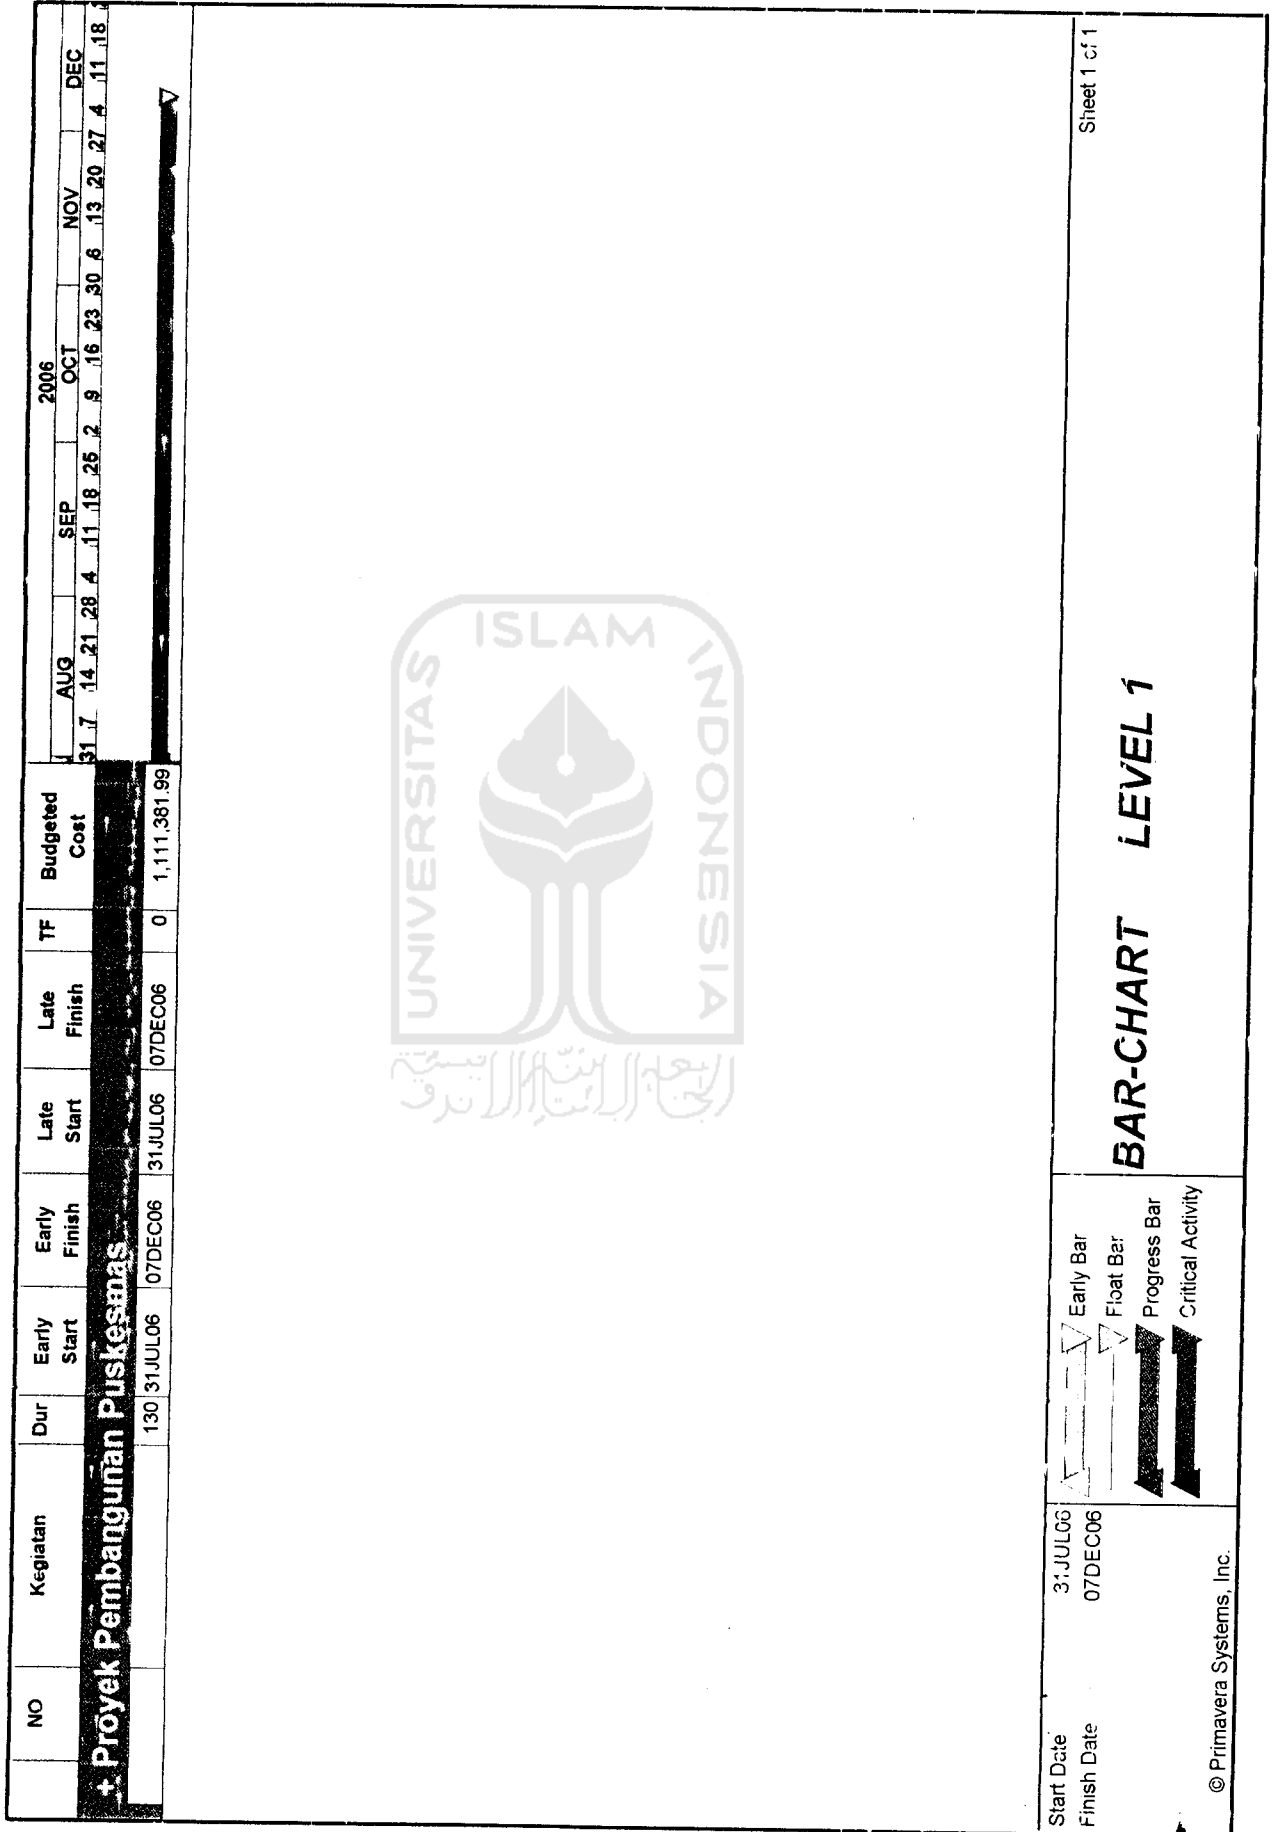 2006
NO Kegiatan Dur Early Start Early Finish Late Start Late Finish TF Budgeted Cost AUG SEP OCT NOV DEC
31 7 14 21 28 4 11 18 25 2 9 16 23 30 6 13 20 27 4 11 18
+ Proyek Pembangunan Puskesmas
130 31JUL06 07DEC06 31JUL06 07DEC06 0 1,111,381.99
UNIVERSITAS
ISLAM
INDONESIA
Start Date 31JUL06
Finish Date 07DEC06
© Primavera Systems, Inc.
Early Bar
Float Bar
Progress Bar
Critical Activity
BAR-CHART LEVEL 1
Sheet 1 of 1